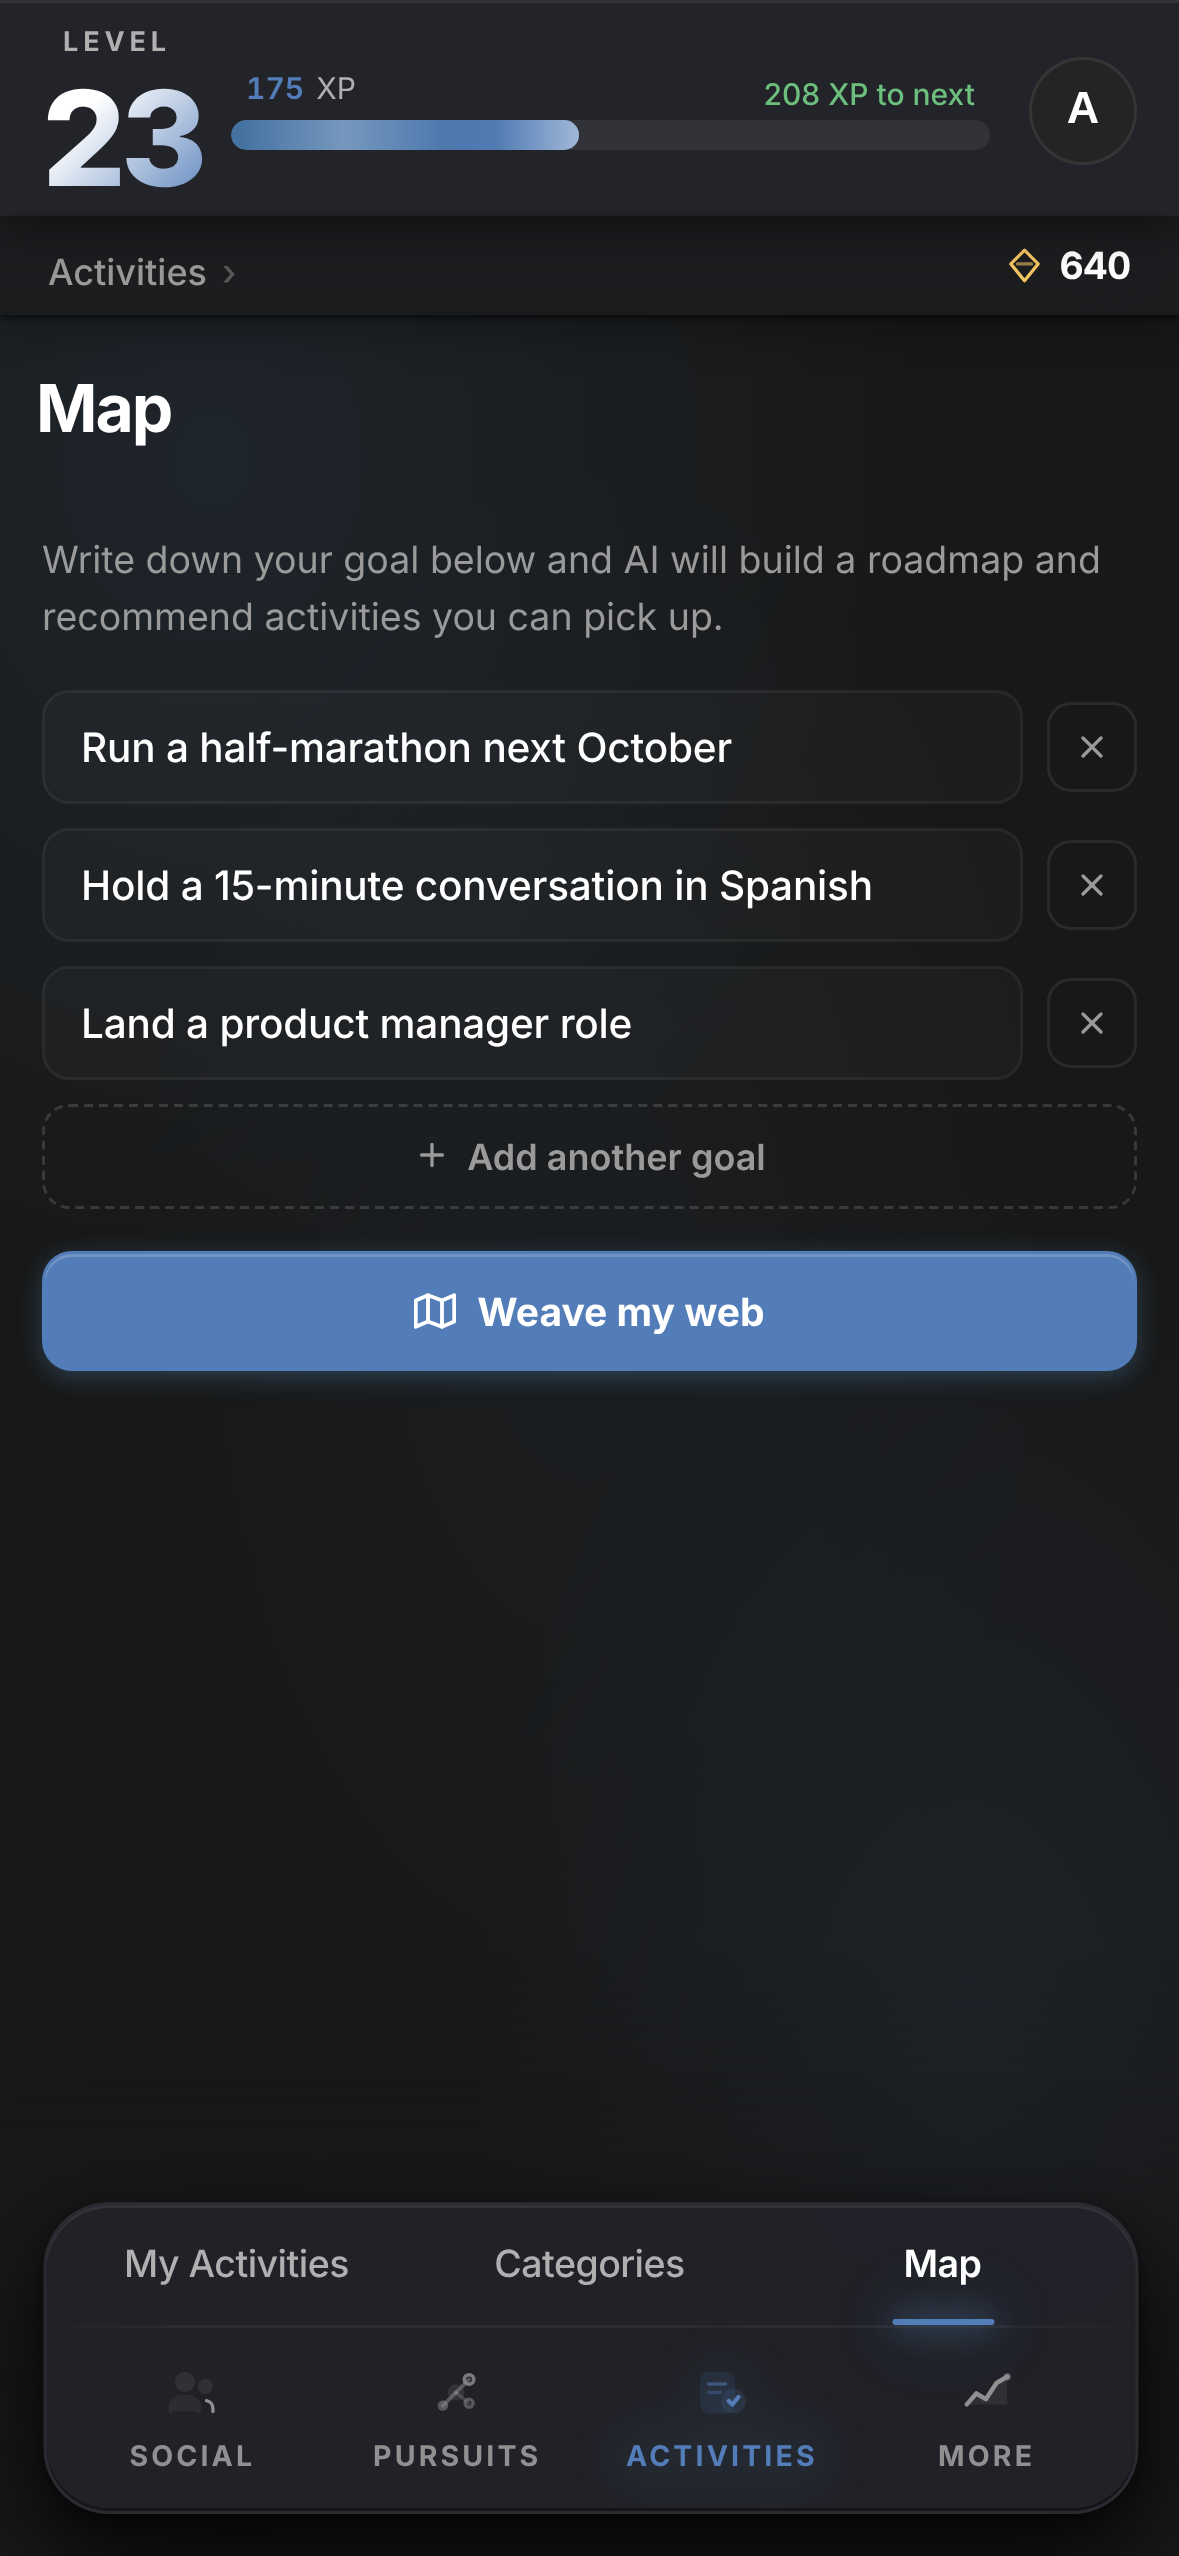 LEVEL
23
175 XP
208 XP to next
A
Activities ›
640
Map
Write down your goal below and AI will build a roadmap and
recommend activities you can pick up.
Run a half-marathon next October
Hold a 15-minute conversation in Spanish
Land a product manager role
+ Add another goal
Weave my web
My Activities
Categories
Map
SOCIAL
PURSUITS
ACTIVITIES
MORE